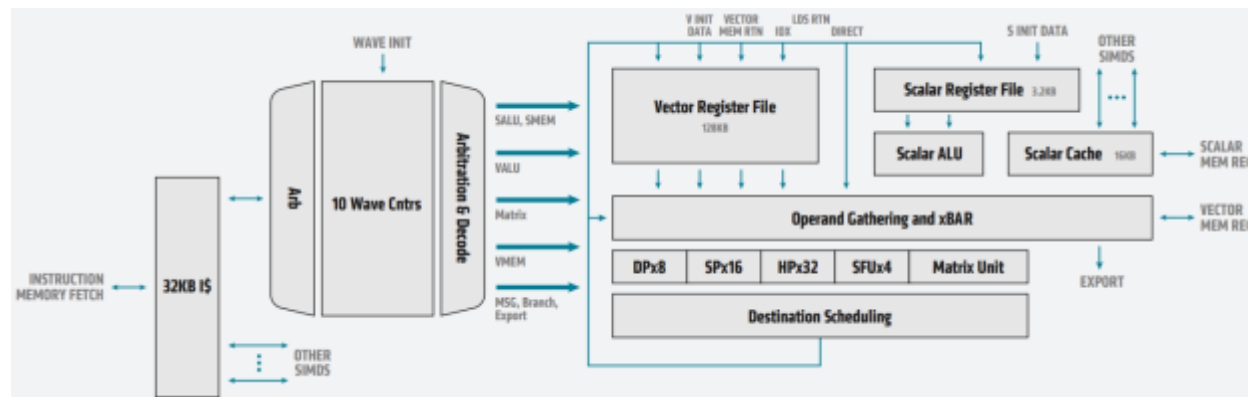 WAVE INIT
V INIT DATA
VECTOR MEM RTN
LDS RTN
IDX
DIRECT
S INIT DATA
OTHER SIMDS
Arb
10 Wave Cntrs
Arbitration & Decode
SALU, SMEM
VALU
Matrix
VMEM
MSG, Branch,
Export
Vector Register File
128KB
Scalar Register File 3.2KB
Scalar ALU
Scalar Cache 16KB
SCALAR
MEM REQ
Operand Gathering and xBAR
VECTOR
MEM REQ
DPx8
SPx16
HPx32
SFUx4
Matrix Unit
EXPORT
Destination Scheduling
INSTRUCTION
MEMORY FETCH
32KB I$
OTHER
SIMDS